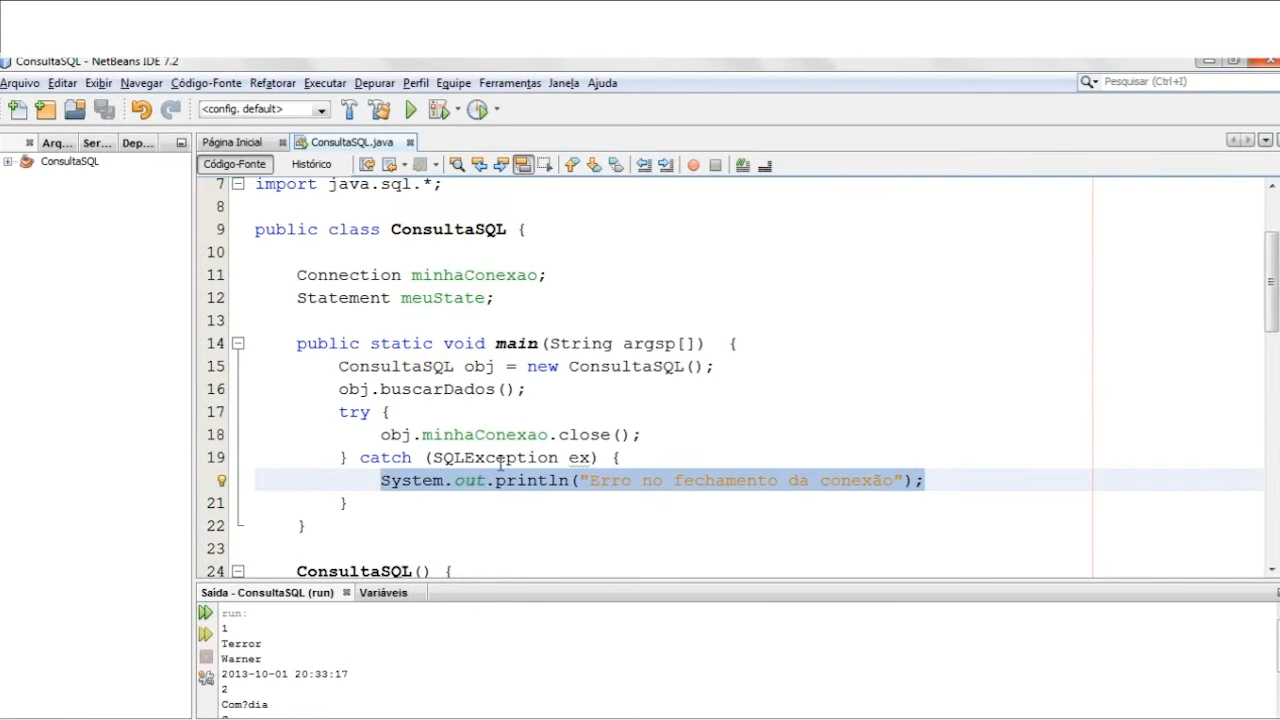 ConsultaSQL - NetBeans IDE 7.2
Arquivo Editar Exibir Navegar Código-Fonte Refatorar Executar Depurar Perfil Equipe Ferramentas Janela Ajuda
Pesquisar (Ctrl+I)
<config. default>
Arq... Ser... Dep... Página Inicial ConsultaSQL.java
ConsultaSQL
Código-Fonte Histórico
7 import java.sql.*;
8
9 public class ConsultaSQL {
10
11 Connection minhaConexao;
12 Statement meuState;
13
14 public static void main(String argsp[]) {
15 ConsultaSQL obj = new ConsultaSQL();
16 obj.buscarDados();
17 try {
18 obj.minhaConexao.close();
19 } catch (SQLException ex) {
System.out.println("Erro no fechamento da conexão");
21 }
22 }
23
24 ConsultaSQL() {
Saída - ConsultaSQL (run) Variáveis
run:
1
Terror
Warner
2013-10-01 20:33:17
2
Com?dia